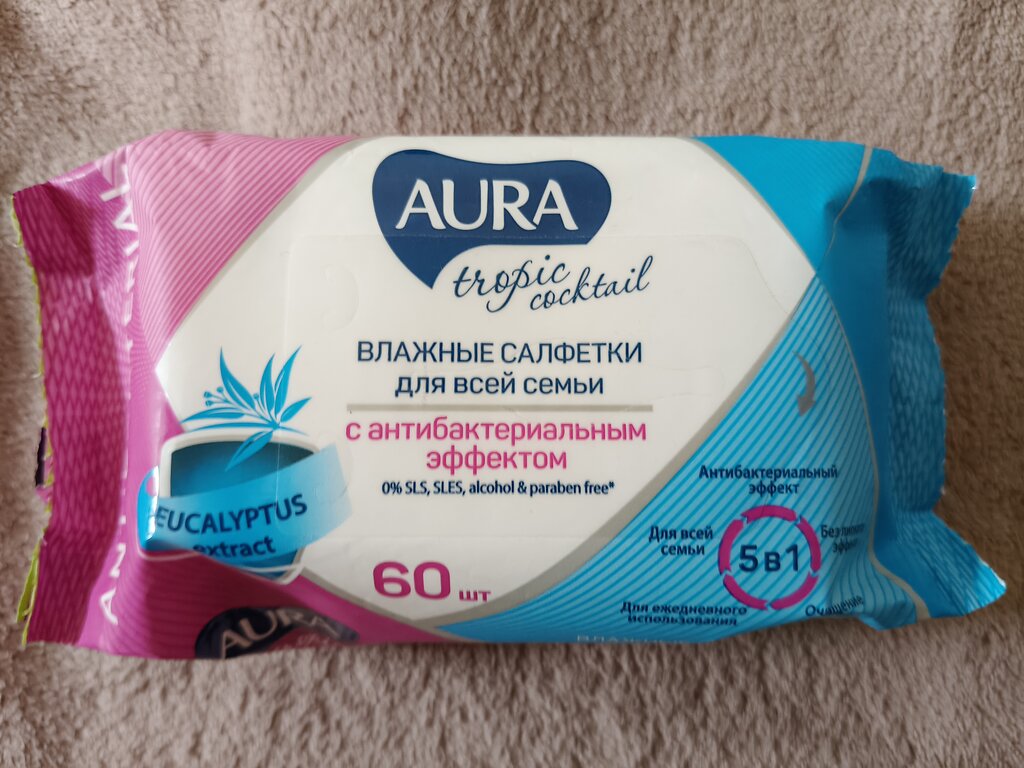 AURA
tropic
cocktail
ВЛАЖНЫЕ САЛФЕТКИ
ДЛЯ ВСЕЙ СЕМЬИ
С АНТИБАКТЕРИАЛЬНЫМ
ЭФФЕКТОМ
0% SLS, SLES, alcohol & paraben free*
EUCALYPTUS
extract
60 шт
Антибактериальный
эффект
Для всей
семьи
Без
5 в 1
Для ежедневного
использования
Очищение
AURA